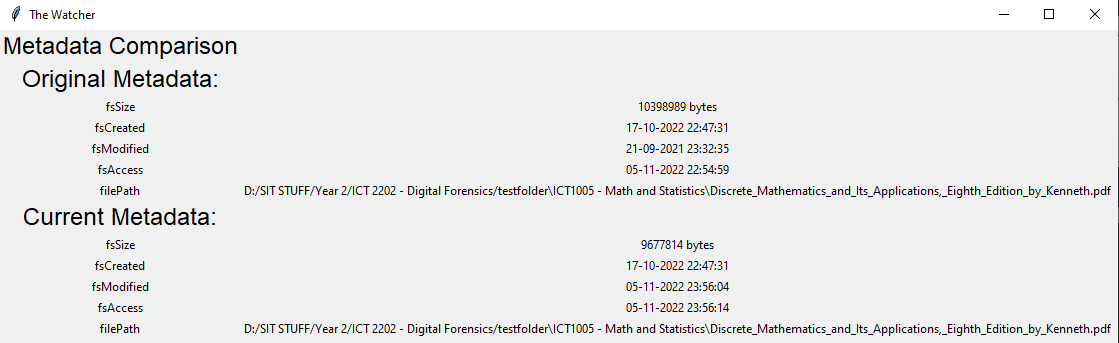 The Watcher
Metadada Comparison
Original Metadata:
fsSize 10398989 bytes
fsCreated 17-10-2022 22:47:31
fsModified 21-09-2021 23:32:35
fsAccess 05-11-2022 22:54:59
filePath D:/SIT STUFF/Year 2/ICT 2202 - Digital Forensics/testfolder\ICT1005 - Math and Statistics\Discrete_Mathematics_and_Its_Applications,_Eighth_Edition_by_Kenneth.pdf
Current Metadata:
fsSize 9677814 bytes
fsCreated 17-10-2022 22:47:31
fsModified 05-11-2022 23:56:04
fsAccess 05-11-2022 23:56:14
filePath D:/SIT STUFF/Year 2/ICT 2202 - Digital Forensics/testfolder\ICT1005 - Math and Statistics\Discrete_Mathematics_and_Its_Applications,_Eighth_Edition_by_Kenneth.pdf